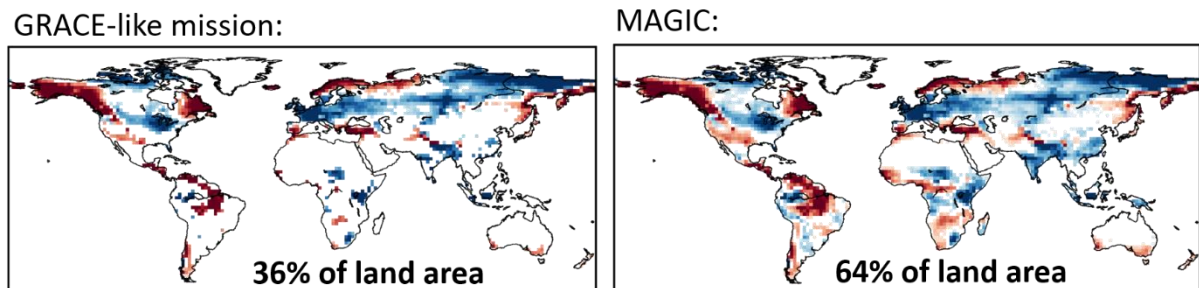 GRACE-like mission:
MAGIC:
36% of land area
64% of land area